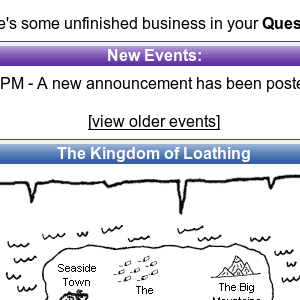 e's some unfinished business in your Ques
New Events:
PM - A new announcement has been poste
[view older events]
The Kingdom of Loathing
Seaside
Town
The
The Big
Mountains